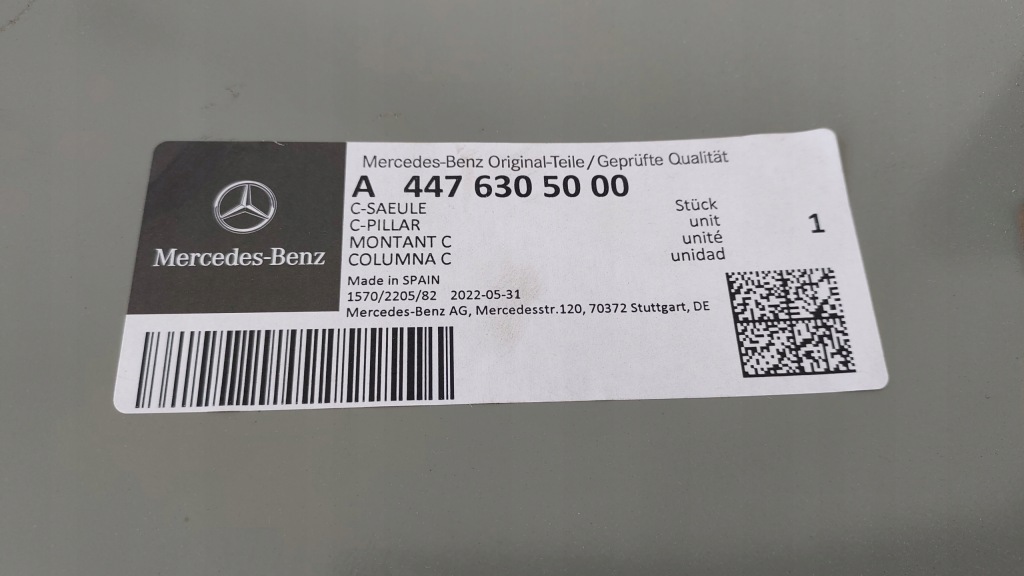 Mercedes-Benz Original-Teile/Geprüfte Qualität
A 447 630 50 00
C-SAEULE
C-PILLAR
MONTANT C
COLUMNA C
Stück
unit
unité
unidad
1
Made in SPAIN
1570/2205/82 2022-05-31
Mercedes-Benz AG, Mercedesstr.120, 70372 Stuttgart, DE
Mercedes-Benz